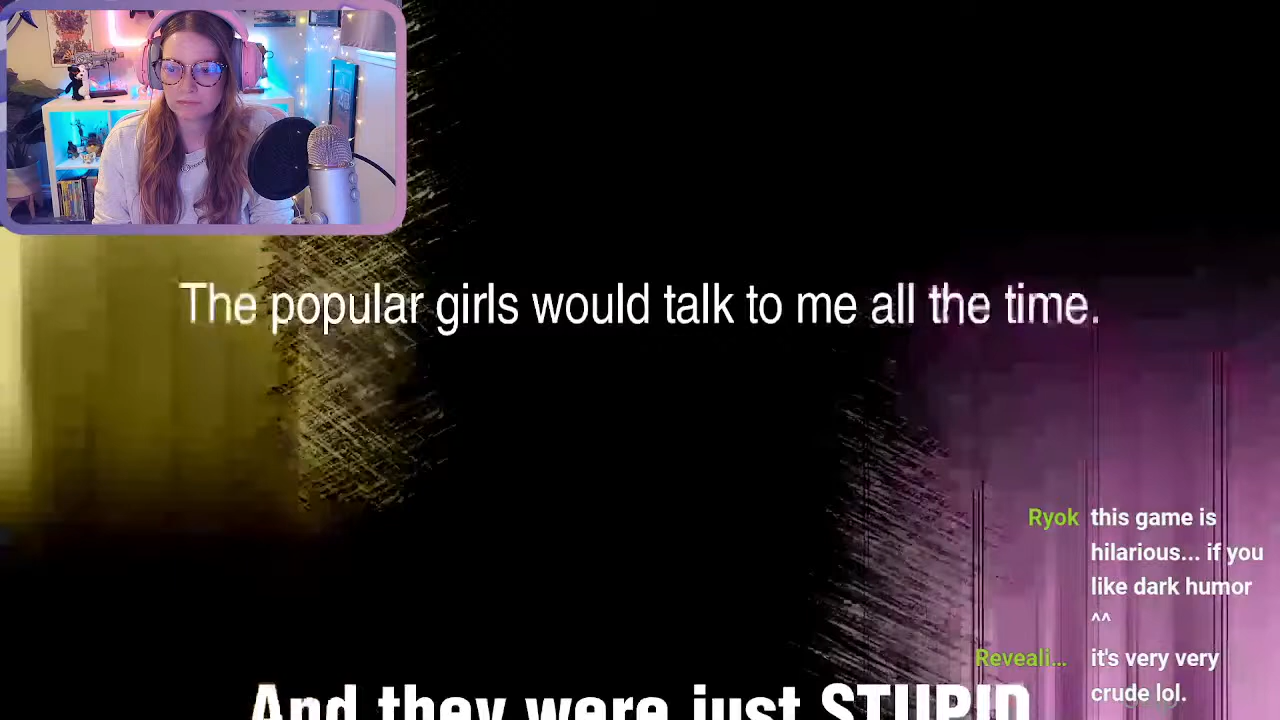 The popular girls would talk to me all the time.
Ryok this game is
hilarious... if you
like dark humor
^^
Reveali... it's very very
crude lol.
And they were just STUPID